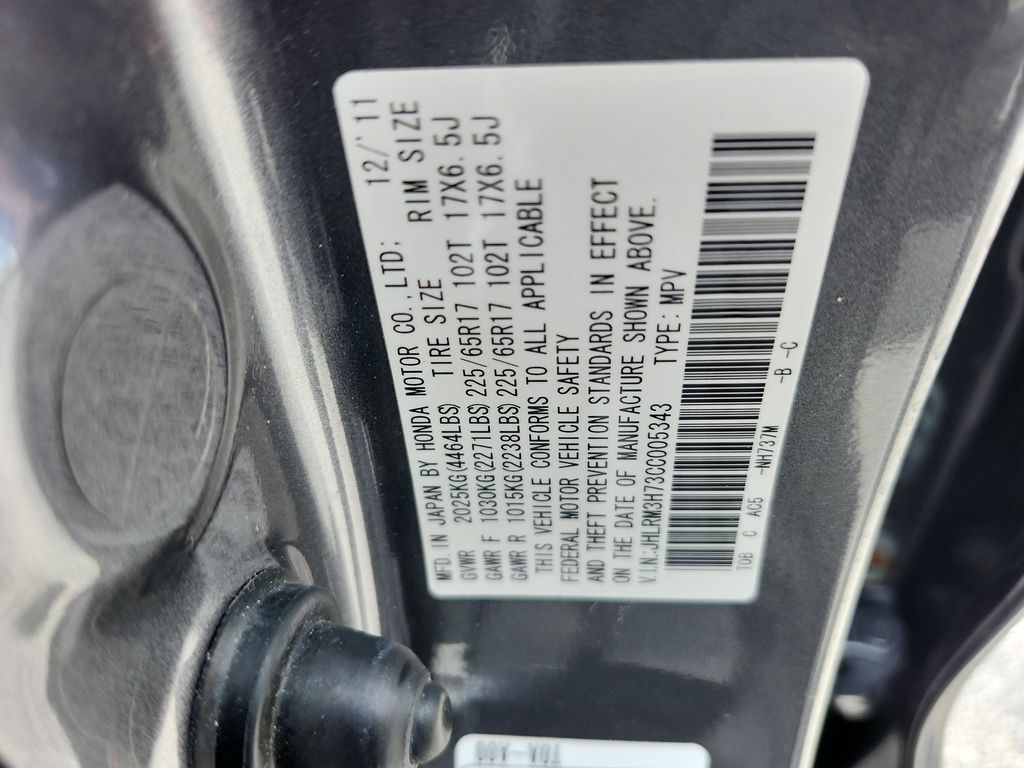 MFD. IN JAPAN BY HONDA MOTOR CO., LTD: 12/'11
GVWR 2025KG(4464LBS) TIRE SIZE RIM SIZE
GAWR F 1030KG(2271LBS) 225/65R17 102T 17X6.5J
GAWR R 1015KG(2238LBS) 225/65R17 102T 17X6.5J
THIS VEHICLE CONFORMS TO ALL APPLICABLE
FEDERAL MOTOR VEHICLE SAFETY
AND THEFT PREVENTION STANDARDS IN EFFECT
ON THE DATE OF MANUFACTURE SHOWN ABOVE.
V.I.N:JHLRM3H73CC005343 TYPE: MPV
T0B C AC5 -NH737M -B -C
T0A-A00